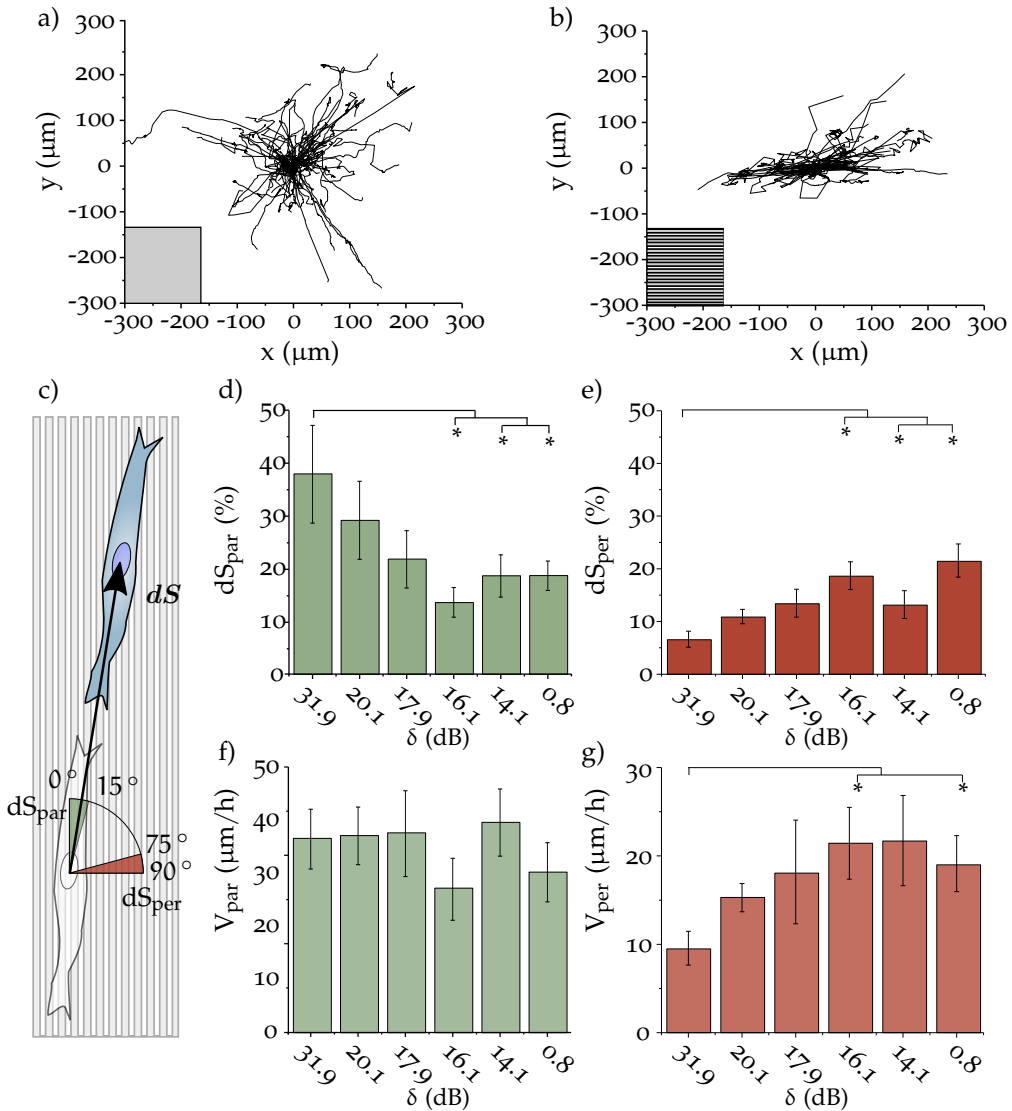 a)
300
200
100
0
-100
-200
-300
y (μm)
-300 -200 -100 0 100 200 300
x (μm)
b)
300
200
100
0
-100
-200
-300
y (μm)
-300 -200 -100 0 100 200 300
x (μm)
c)
dS
0°
15°
75°
90°
dSpar
dSper
d)
50
40
30
20
10
0
dSpar (%)
* * *
31.9 20.1 17.9 16.1 14.1 0.8
δ (dB)
e)
50
40
30
20
10
0
dSper (%)
* * *
31.9 20.1 17.9 16.1 14.1 0.8
δ (dB)
f)
50
40
30
20
10
0
Vpar (μm/h)
31.9 20.1 17.9 16.1 14.1 0.8
δ (dB)
g)
30
20
10
0
Vper (μm/h)
* *
31.9 20.1 17.9 16.1 14.1 0.8
δ (dB)